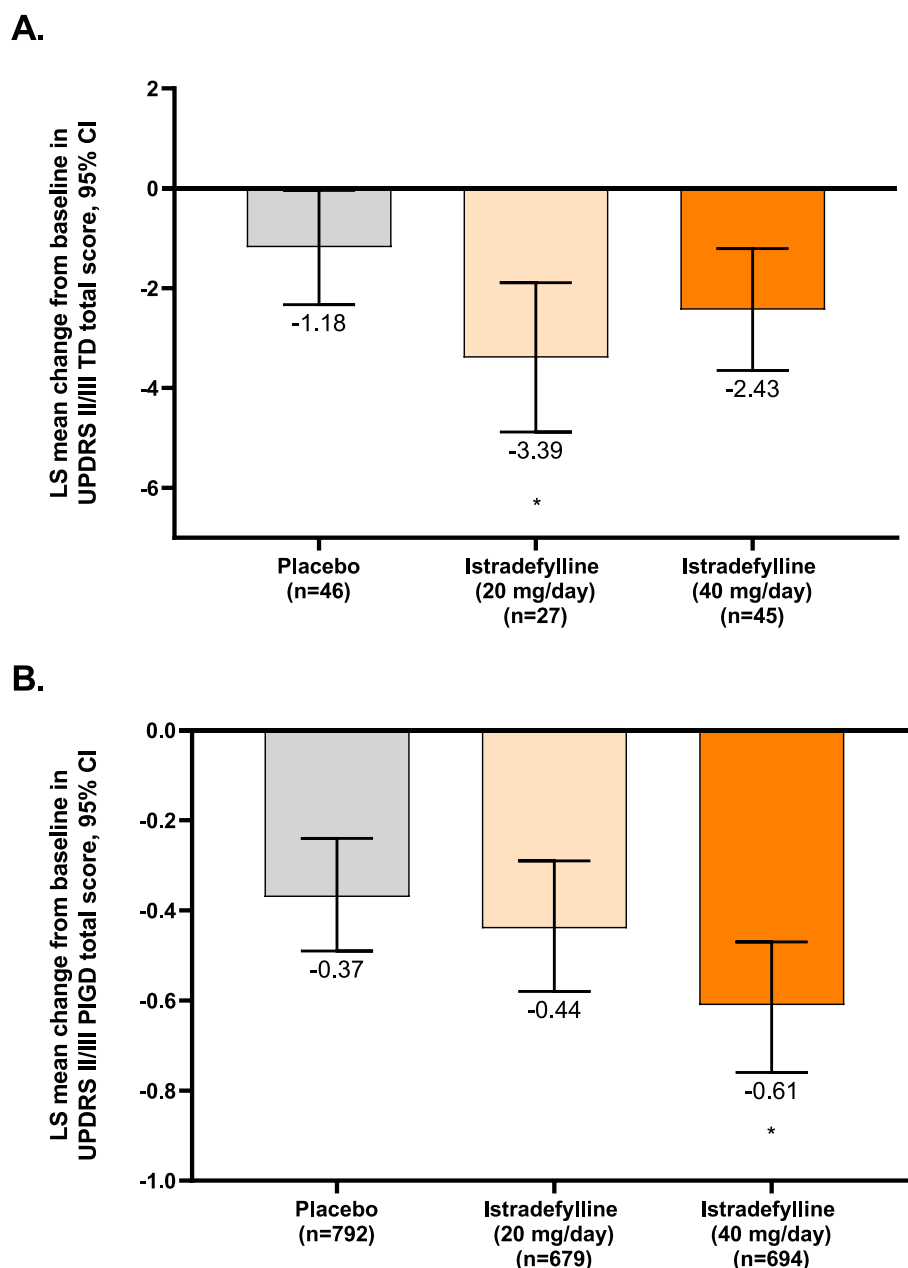 A.
LS mean change from baseline in
UPDRS II/III TD total score, 95% CI
2
0
-2
-4
-6
-1.18
-3.39
-2.43
*
Placebo
(n=46)
Istradefylline
(20 mg/day)
(n=27)
Istradefylline
(40 mg/day)
(n=45)
B.
LS mean change from baseline in
UPDRS II/III PIGD total score, 95% CI
0.0
-0.2
-0.4
-0.6
-0.8
-1.0
-0.37
-0.44
-0.61
*
Placebo
(n=792)
Istradefylline
(20 mg/day)
(n=679)
Istradefylline
(40 mg/day)
(n=694)